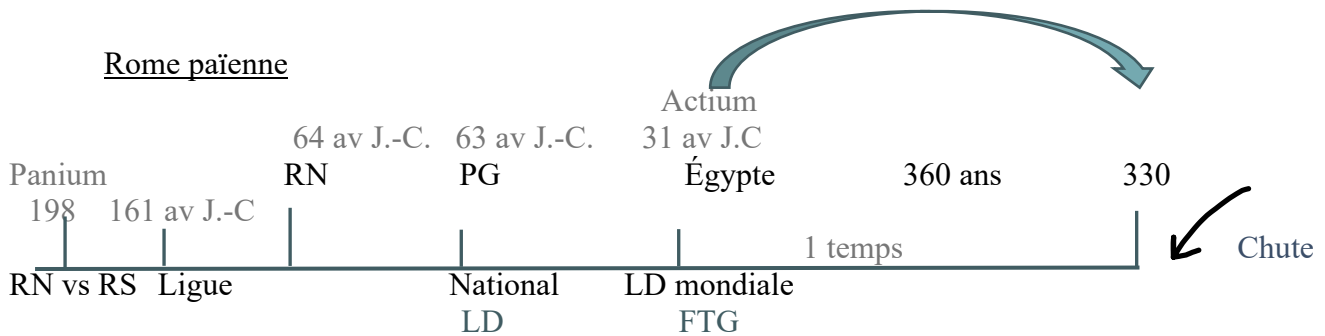 Rome païenne
Actium
64 av J.-C. 63 av J.-C. 31 av J.C
Panium RN PG Égypte 360 ans 330
198 161 av J.-C
1 temps Chute
RN vs RS Ligue National LD mondiale
LD FTG